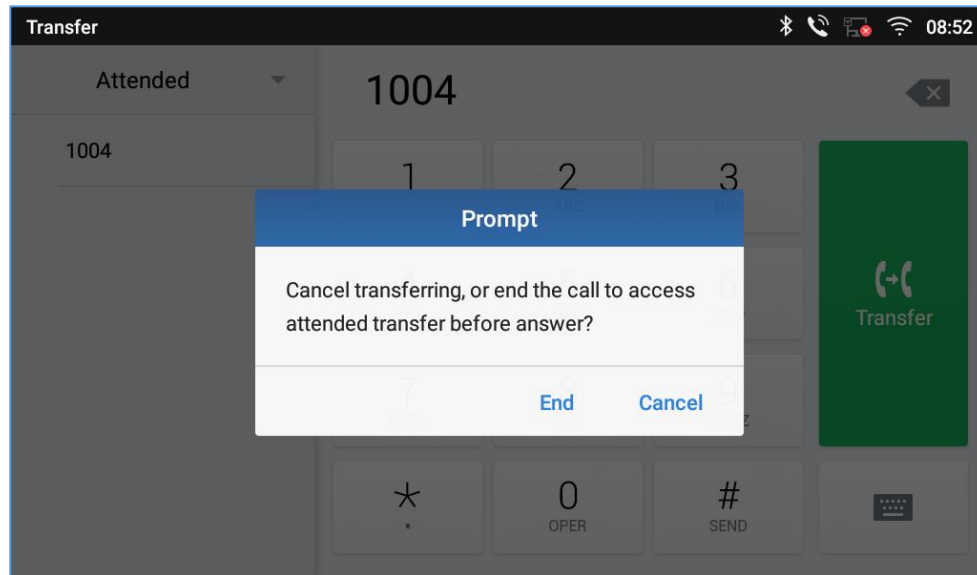 Transfer
08:52
Attended
1004
1004
1
2
3
Prompt
Cancel transferring, or end the call to access
attended transfer before answer?
End
Cancel
Transfer
0
OPER
#
SEND